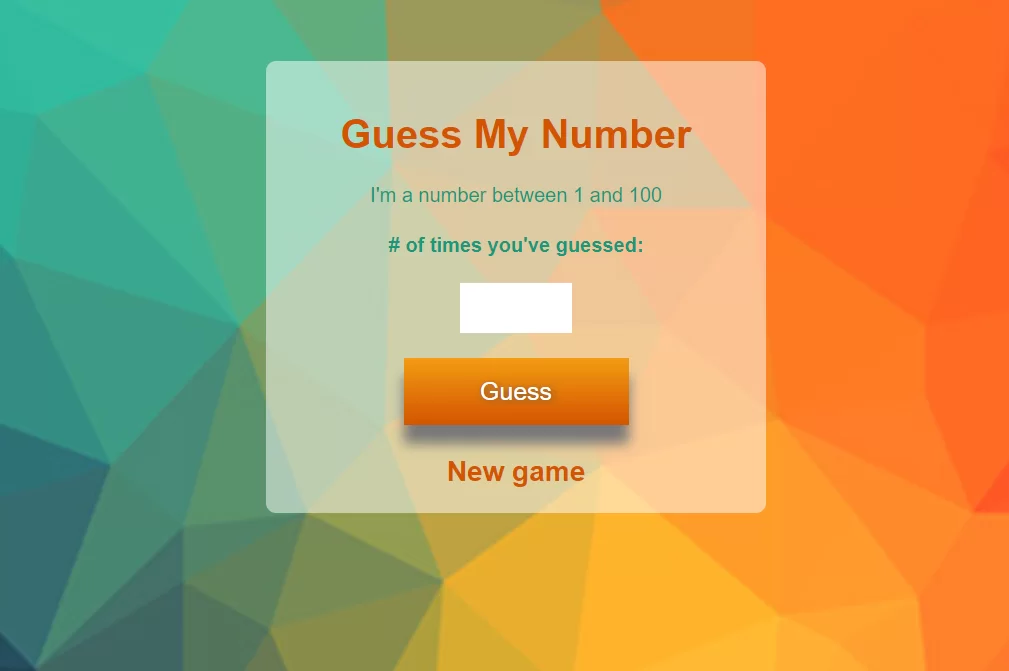 Guess My Number
I'm a number between 1 and 100
# of times you've guessed:
Guess
New game